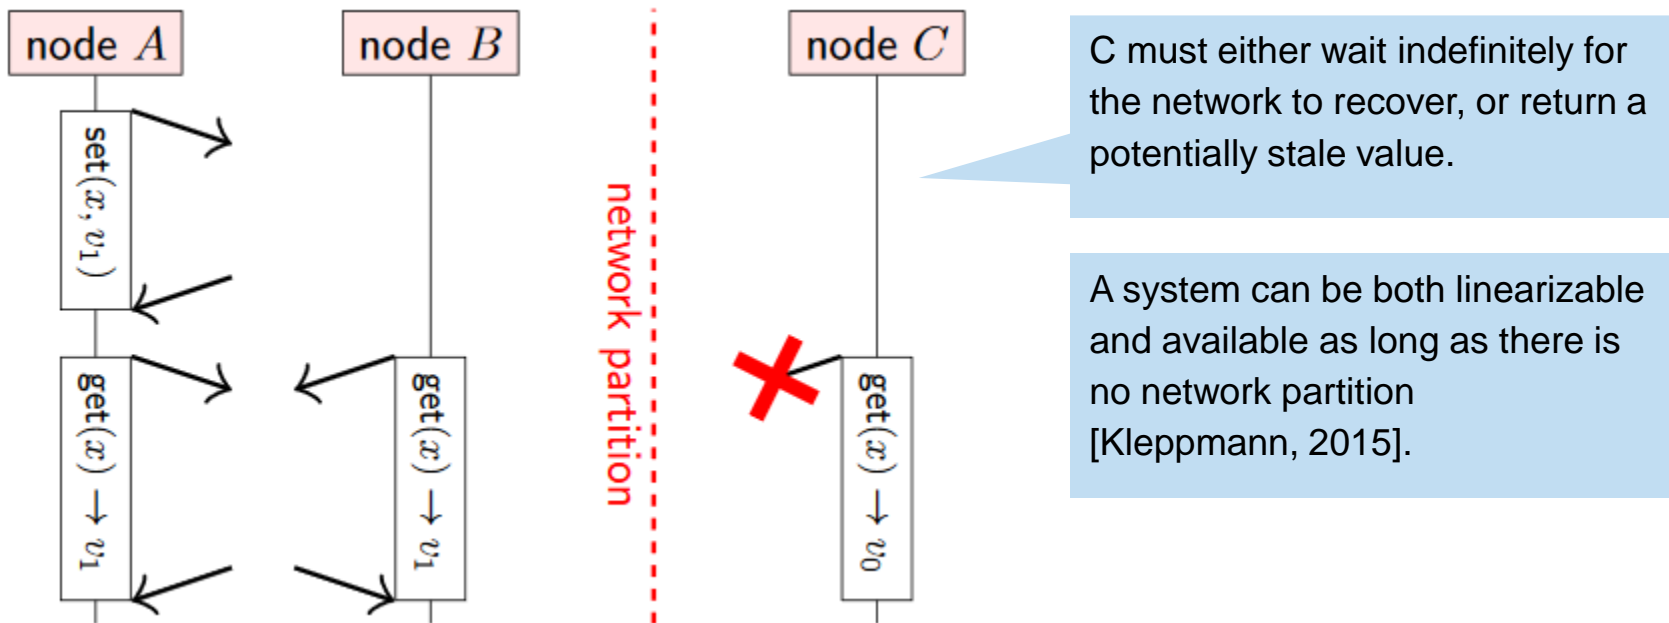 node A
node B
node C
set(x, v₁)
get(x) → v₁
get(x) → v₁
network partition
get(x) → v₀
C must either wait indefinitely for
the network to recover, or return a
potentially stale value.
A system can be both linearizable
and available as long as there is
no network partition
[Kleppmann, 2015].